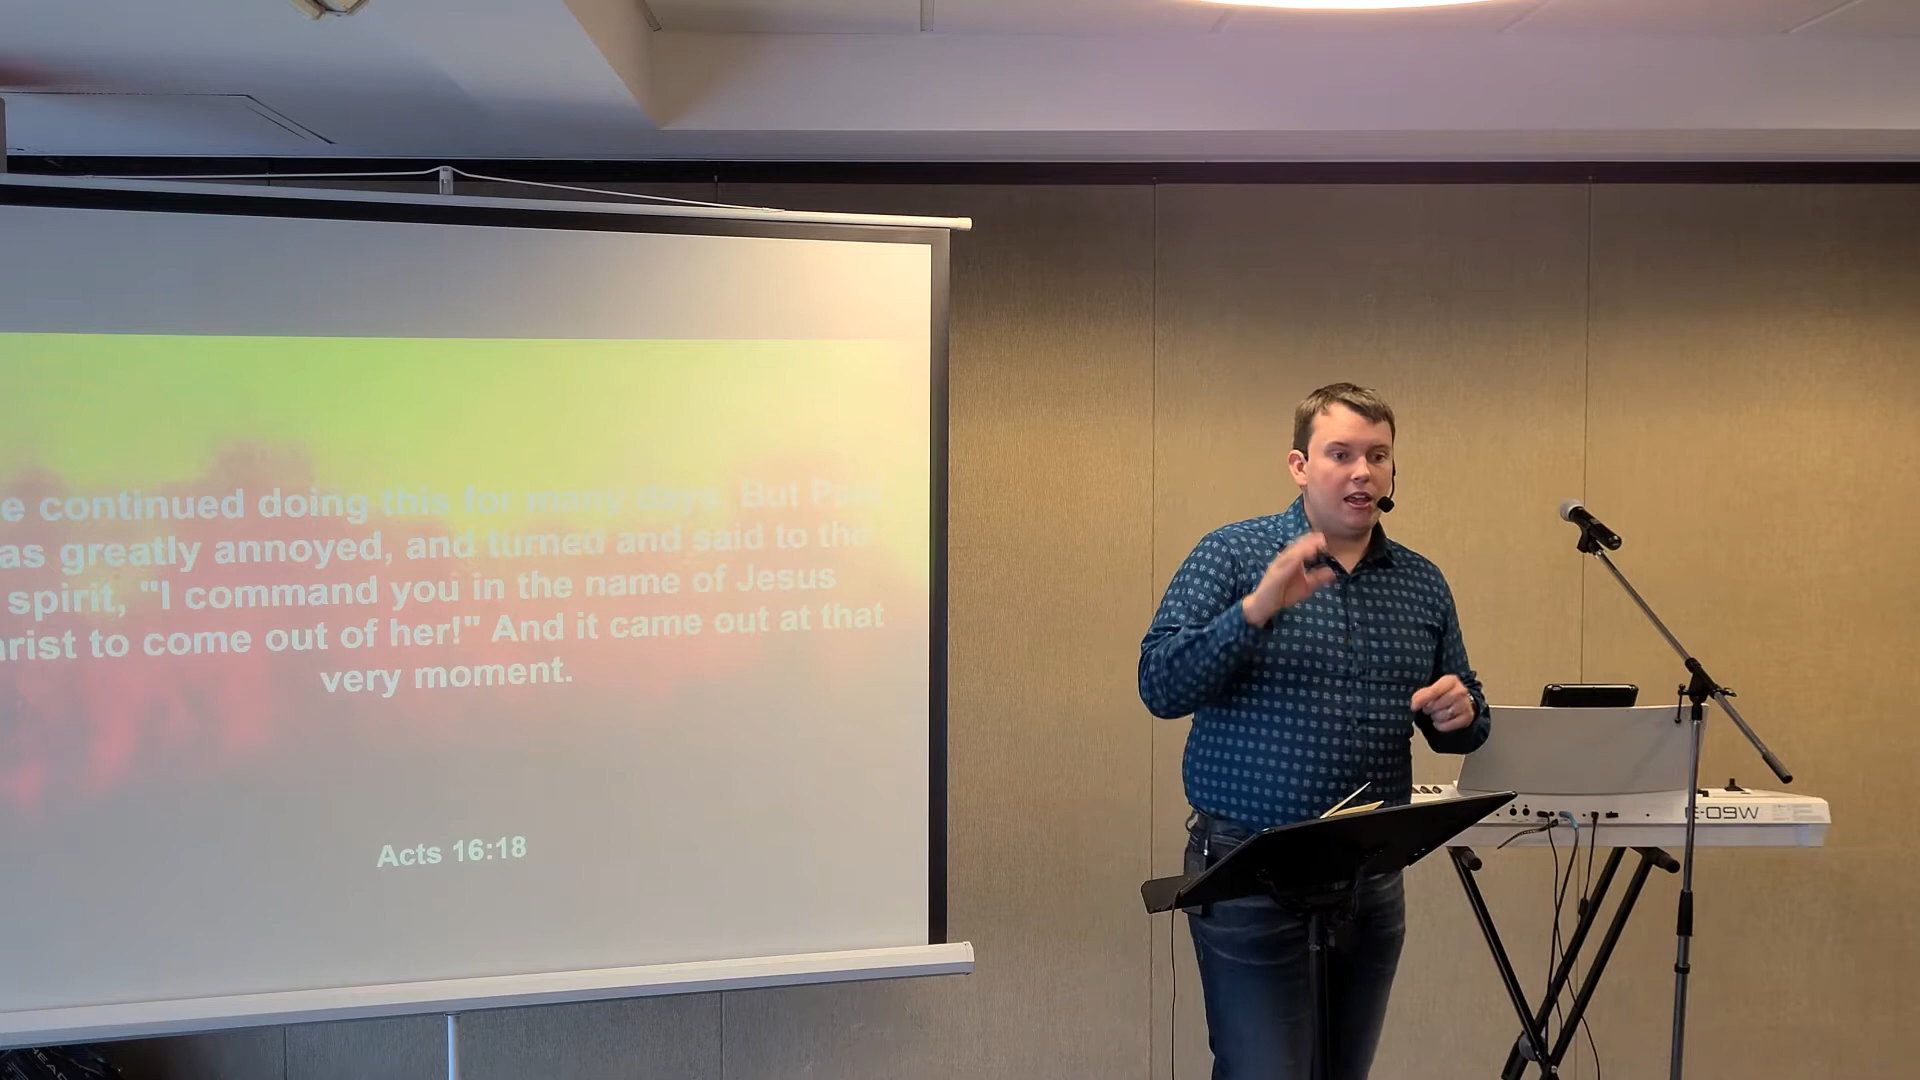 e continued doing this for many days. But Paul
as greatly annoyed, and turned and said to the
spirit, "I command you in the name of Jesus
rist to come out of her!" And it came out at that
very moment.
Acts 16:18
E-09W